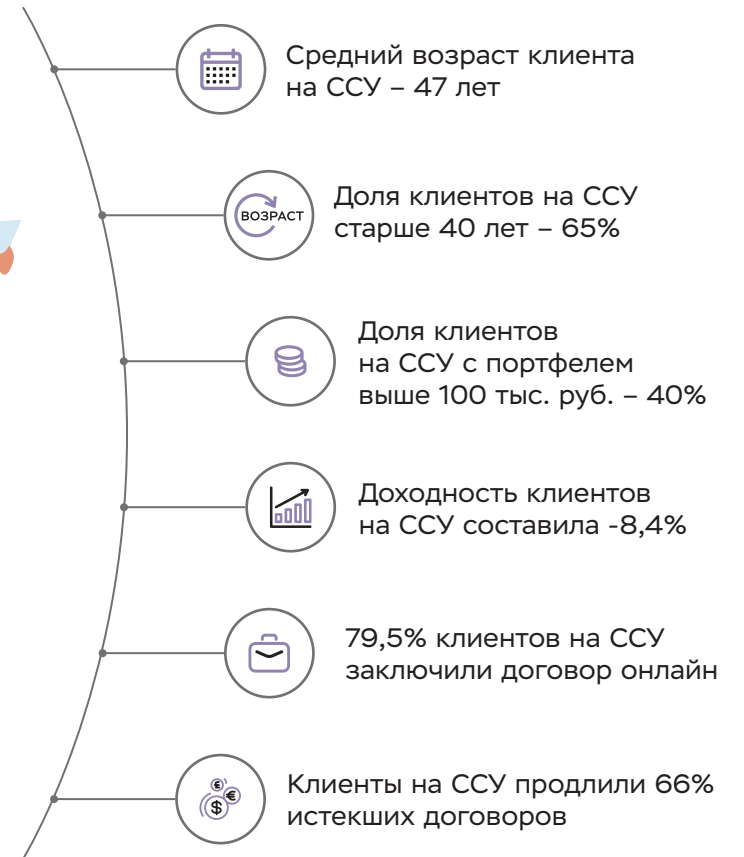 Средний возраст клиента
на ССУ – 47 лет
ВОЗРАСТ
Доля клиентов на ССУ
старше 40 лет – 65%
Доля клиентов
на ССУ с портфелем
выше 100 тыс. руб. – 40%
Доходность клиентов
на ССУ составила -8,4%
79,5% клиентов на ССУ
заключили договор онлайн
€
€
$
Клиенты на ССУ продлили 66%
истекших договоров